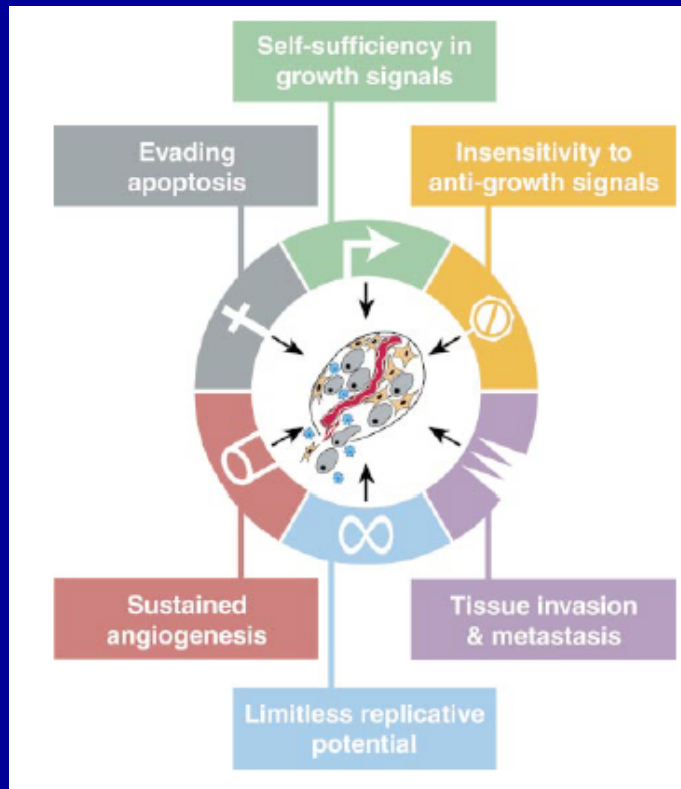 Self-sufficiency in
growth signals
Evading
apoptosis
Insensitivity to
anti-growth signals
Sustained
angiogenesis
Tissue invasion
& metastasis
Limitless replicative
potential